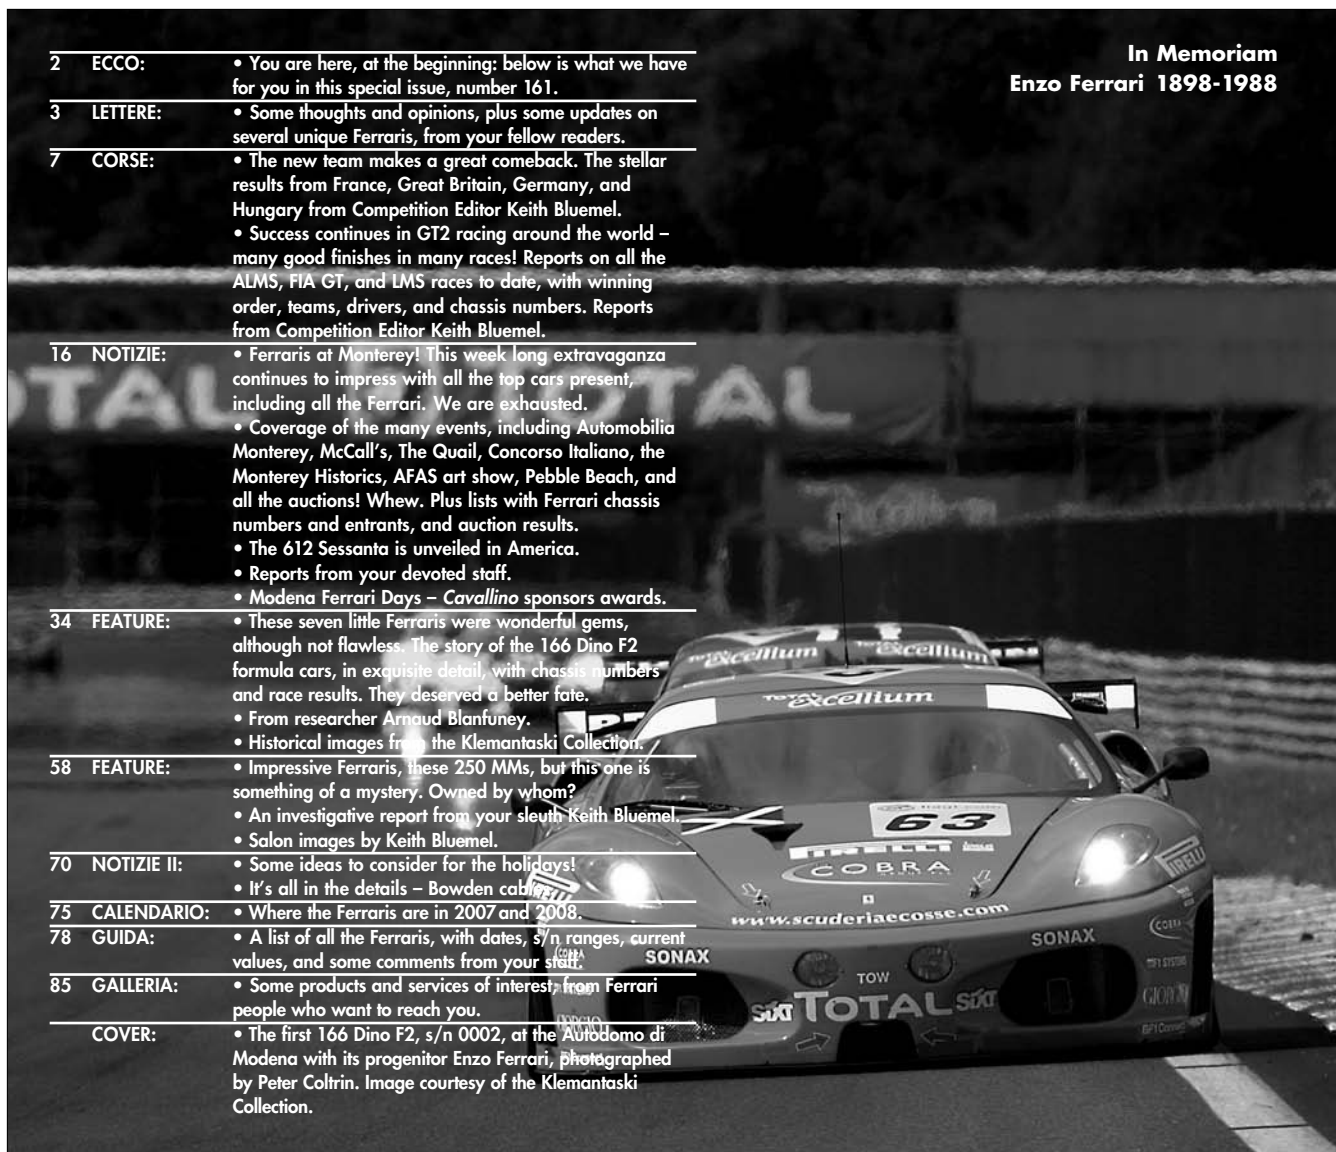 In Memoriam
Enzo Ferrari 1898-1988
2 ECCO: • You are here, at the beginning: below is what we have
for you in this special issue, number 161.
3 LETTERE: • Some thoughts and opinions, plus some updates on
several unique Ferraris, from your fellow readers.
7 CORSE: • The new team makes a great comeback. The stellar
results from France, Great Britain, Germany, and
Hungary from Competition Editor Keith Bluemel.
• Success continues in GT2 racing around the world –
many good finishes in many races! Reports on all the
ALMS, FIA GT, and LMS races to date, with winning
order, teams, drivers, and chassis numbers. Reports
from Competition Editor Keith Bluemel.
16 NOTIZIE: • Ferraris at Monterey! This week long extravaganza
continues to impress with all the top cars present,
including all the Ferrari. We are exhausted.
• Coverage of the many events, including Automobilia
Monterey, McCall's, The Quail, Concorso Italiano, the
Monterey Historics, AFAS art show, Pebble Beach, and
all the auctions! Whew. Plus lists with Ferrari chassis
numbers and entrants, and auction results.
• The 612 Sessanta is unveiled in America.
• Reports from your devoted staff.
• Modena Ferrari Days – Cavallino sponsors awards.
34 FEATURE: • These seven little Ferraris were wonderful gems,
although not flawless. The story of the 166 Dino F2
formula cars, in exquisite detail, with chassis numbers
and race results. They deserved a better fate.
• From researcher Arnaud Blanfuney.
• Historical images from the Klemantaski Collection.
58 FEATURE: • Impressive Ferraris, these 250 MMs, but this one is
something of a mystery. Owned by whom?
• An investigative report from your sleuth Keith Bluemel.
• Salon images by Keith Bluemel.
70 NOTIZIE II: • Some ideas to consider for the holidays!
• It's all in the details – Bowden cables.
75 CALENDARIO: • Where the Ferraris are in 2007 and 2008.
78 GUIDA: • A list of all the Ferraris, with dates, s/n ranges, current
values, and some comments from your staff.
85 GALLERIA: • Some products and services of interest, from Ferrari
people who want to reach you.
COVER: • The first 166 Dino F2, s/n 0002, at the Autodomo di
Modena with its progenitor Enzo Ferrari, photographed
by Peter Coltrin. Image courtesy of the Klemantaski
Collection.
TOTAL
TOTAL excellium
excellium
TOTAL excellium
63
PIRELLI
COBRA
PIRELLI
www.scuderiaecosse.com
SONAX
SONAX
COBRA
TOW
SIXT TOTAL SIXT
GIORGIO